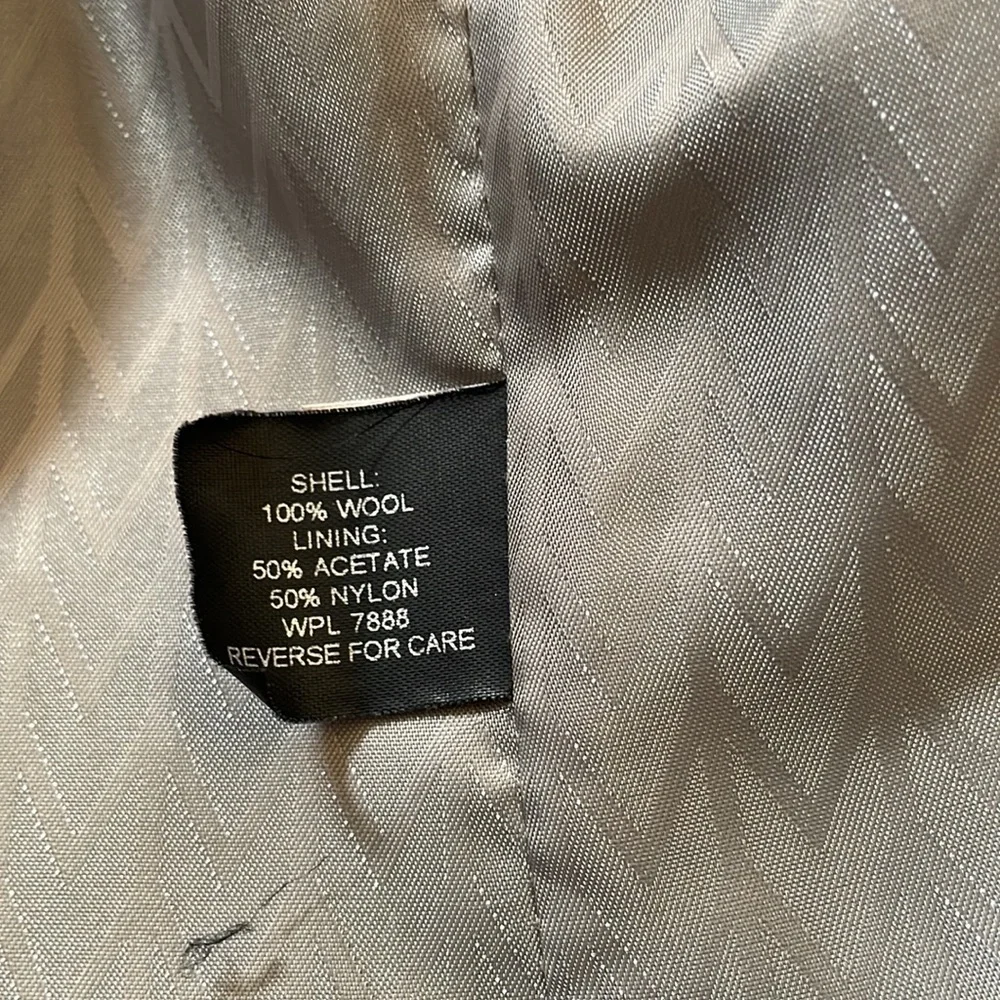 SHELL:
100% WOOL
LINING:
50% ACETATE
50% NYLON
WPL 7888
REVERSE FOR CARE